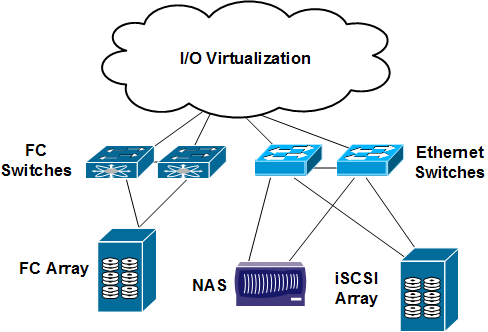 I/O Virtualization
FC
Switches
Ethernet
Switches
FC Array
NAS
iSCSI
Array